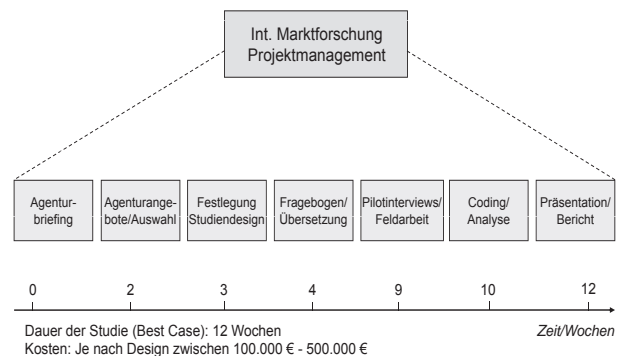 Int. Marktforschung
Projektmanagement
Agentur-
briefing
Agenturange-
bote/Auswahl
Festlegung
Studiendesign
Fragebogen/
Übersetzung
Pilotinterviews/
Feldarbeit
Coding/
Analyse
Präsentation/
Bericht
0 2 3 4 9 10 12
Dauer der Studie (Best Case): 12 Wochen
Zeit/Wochen
Kosten: Je nach Design zwischen 100.000 € - 500.000 €